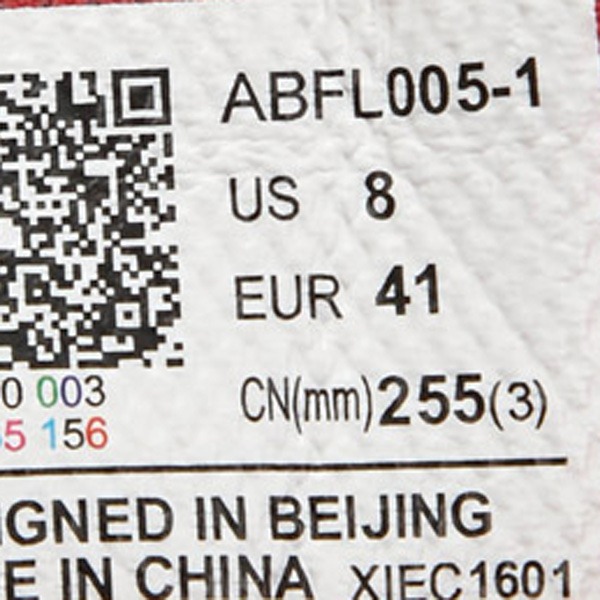 ABFL005-1
US 8
EUR 41
CN(mm)255(3)
0 003
5 156
IGNED IN BEIJING
E IN CHINA XIEC1601